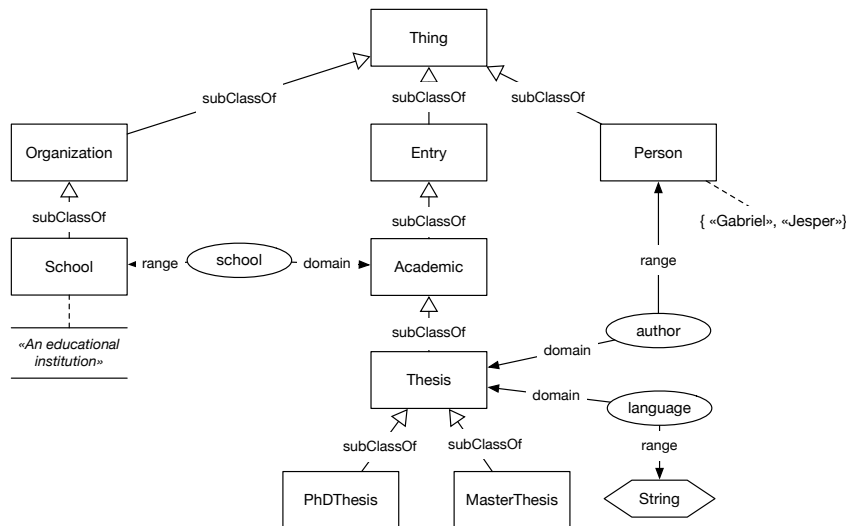 Thing
subClassOf
subClassOf
subClassOf
Organization
Entry
Person
subClassOf
subClassOf
{ «Gabriel», «Jesper»}
School
range
school
domain
Academic
range
«An educational
institution»
subClassOf
author
domain
Thesis
domain
language
subClassOf
subClassOf
range
PhDThesis
MasterThesis
String